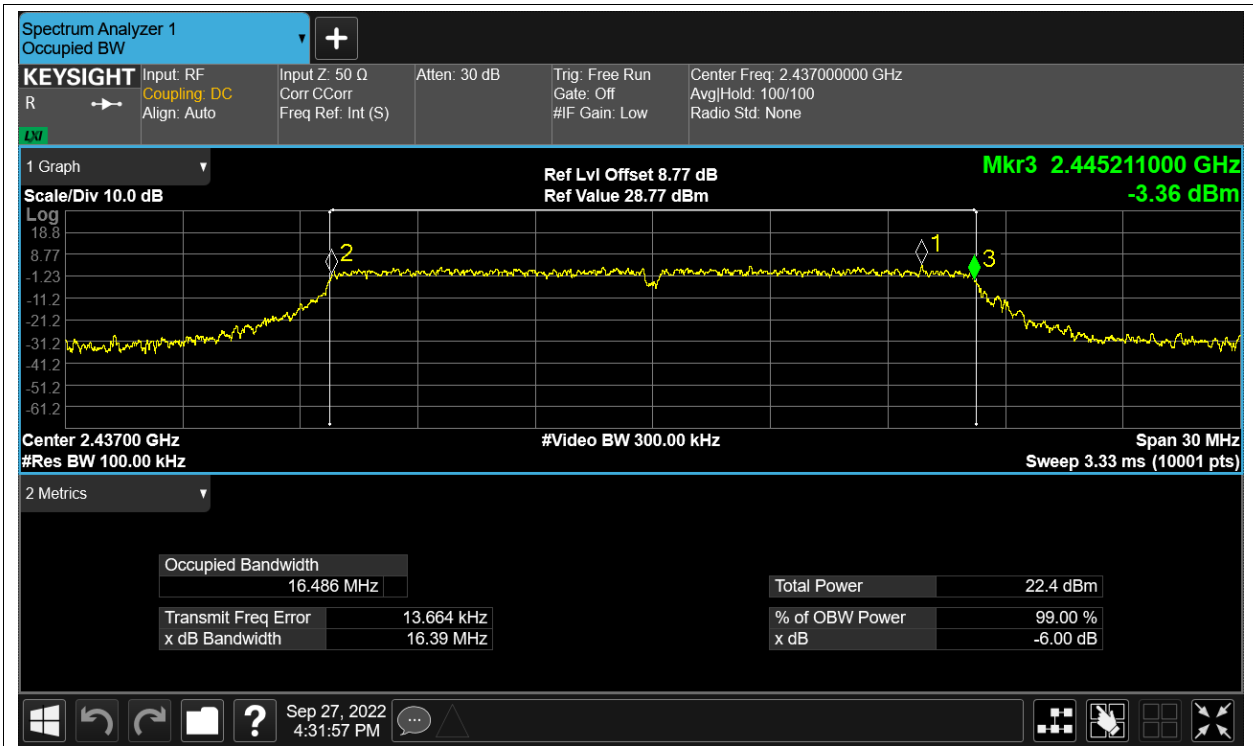 Spectrum Analyzer 1
Occupied BW
KEYSIGHT
R
LXI
Input: RF
Coupling: DC
Align: Auto
Input Z: 50 Ω
Corr CCorr
Freq Ref: Int (S)
Atten: 30 dB
Trig: Free Run
Gate: Off
#IF Gain: Low
Center Freq: 2.437000000 GHz
Avg|Hold: 100/100
Radio Std: None
1 Graph
Scale/Div 10.0 dB
Ref Lvl Offset 8.77 dB
Ref Value 28.77 dBm
Mkr3 2.445211000 GHz
-3.36 dBm
Log
18.8
8.77
-1.23
-11.2
-21.2
-31.2
-41.2
-51.2
-61.2
2
1
3
Center 2.43700 GHz
#Video BW 300.00 kHz
Span 30 MHz
#Res BW 100.00 kHz
Sweep 3.33 ms (10001 pts)
2 Metrics
Occupied Bandwidth
16.486 MHz
Total Power 22.4 dBm
Transmit Freq Error 13.664 kHz
% of OBW Power 99.00 %
x dB Bandwidth 16.39 MHz
x dB -6.00 dB
?
Sep 27, 2022
4:31:57 PM